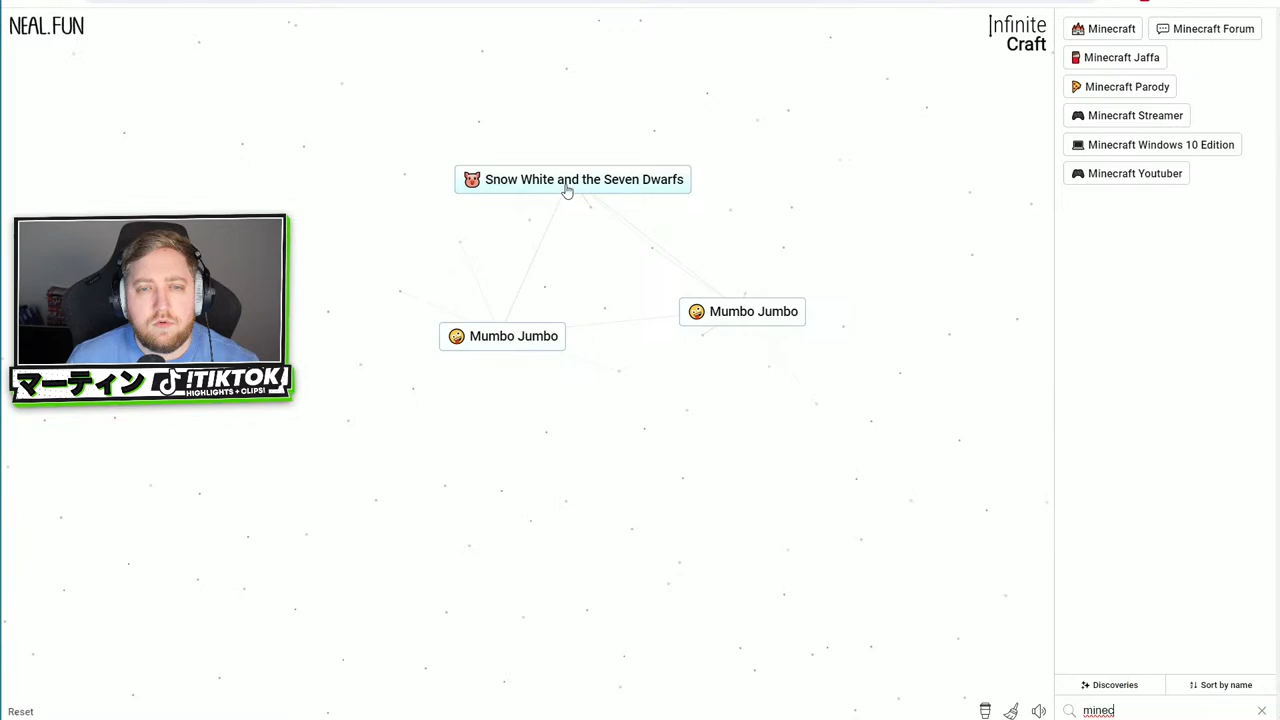 NEAL.FUN
Infinite
Craft
Snow White and the Seven Dwarfs
Mumbo Jumbo
Mumbo Jumbo
マーティン !TIKTOK
HIGHLIGHTS + CLIPS!
Minecraft
Minecraft Forum
Minecraft Jaffa
Minecraft Parody
Minecraft Streamer
Minecraft Windows 10 Edition
Minecraft Youtuber
Discoveries
Sort by name
Reset
minec